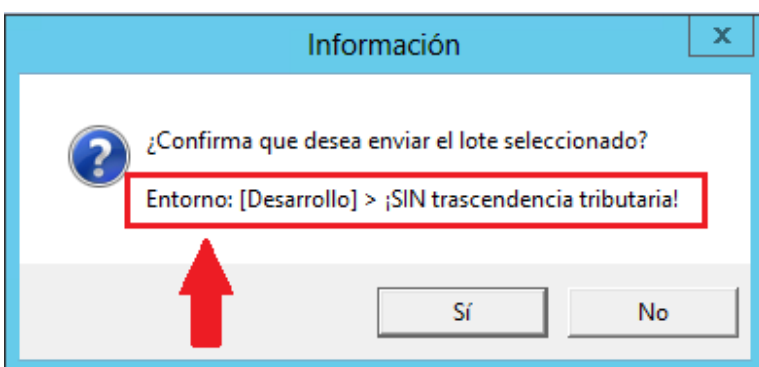 Información
x
¿Confirma que desea enviar el lote seleccionado?
Entorno: [Desarrollo] > ¡SIN trascendencia tributaria!
Sí
No